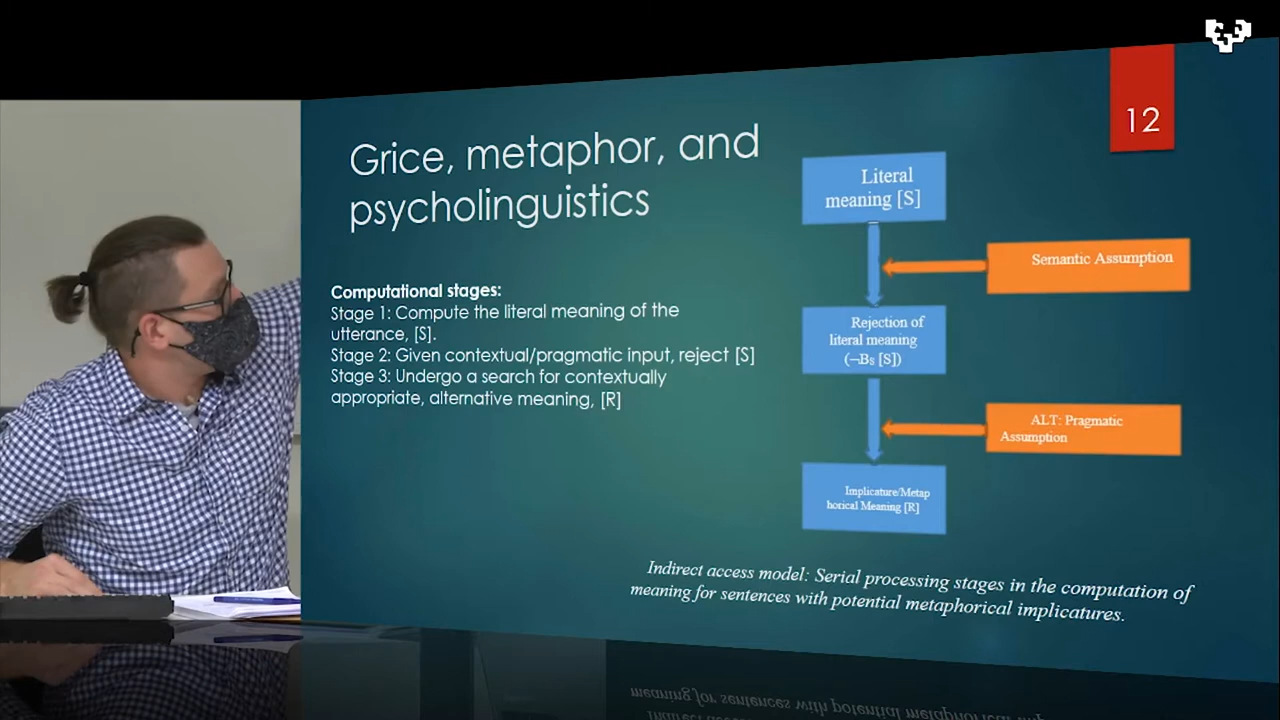 12
Grice, metaphor, and
psycholinguistics
Computational stages:
Stage 1: Compute the literal meaning of the
utterance, [S].
Stage 2: Given contextual/pragmatic input, reject [S]
Stage 3: Undergo a search for contextually
appropriate, alternative meaning, [R]
Literal
meaning [S]
Semantic Assumption
Rejection of
literal meaning
(¬Bs [S])
ALT: Pragmatic
Assumption
Implicature/Metap
horical Meaning [R]
Indirect access model: Serial processing stages in the computation of
meaning for sentences with potential metaphorical implicatures.